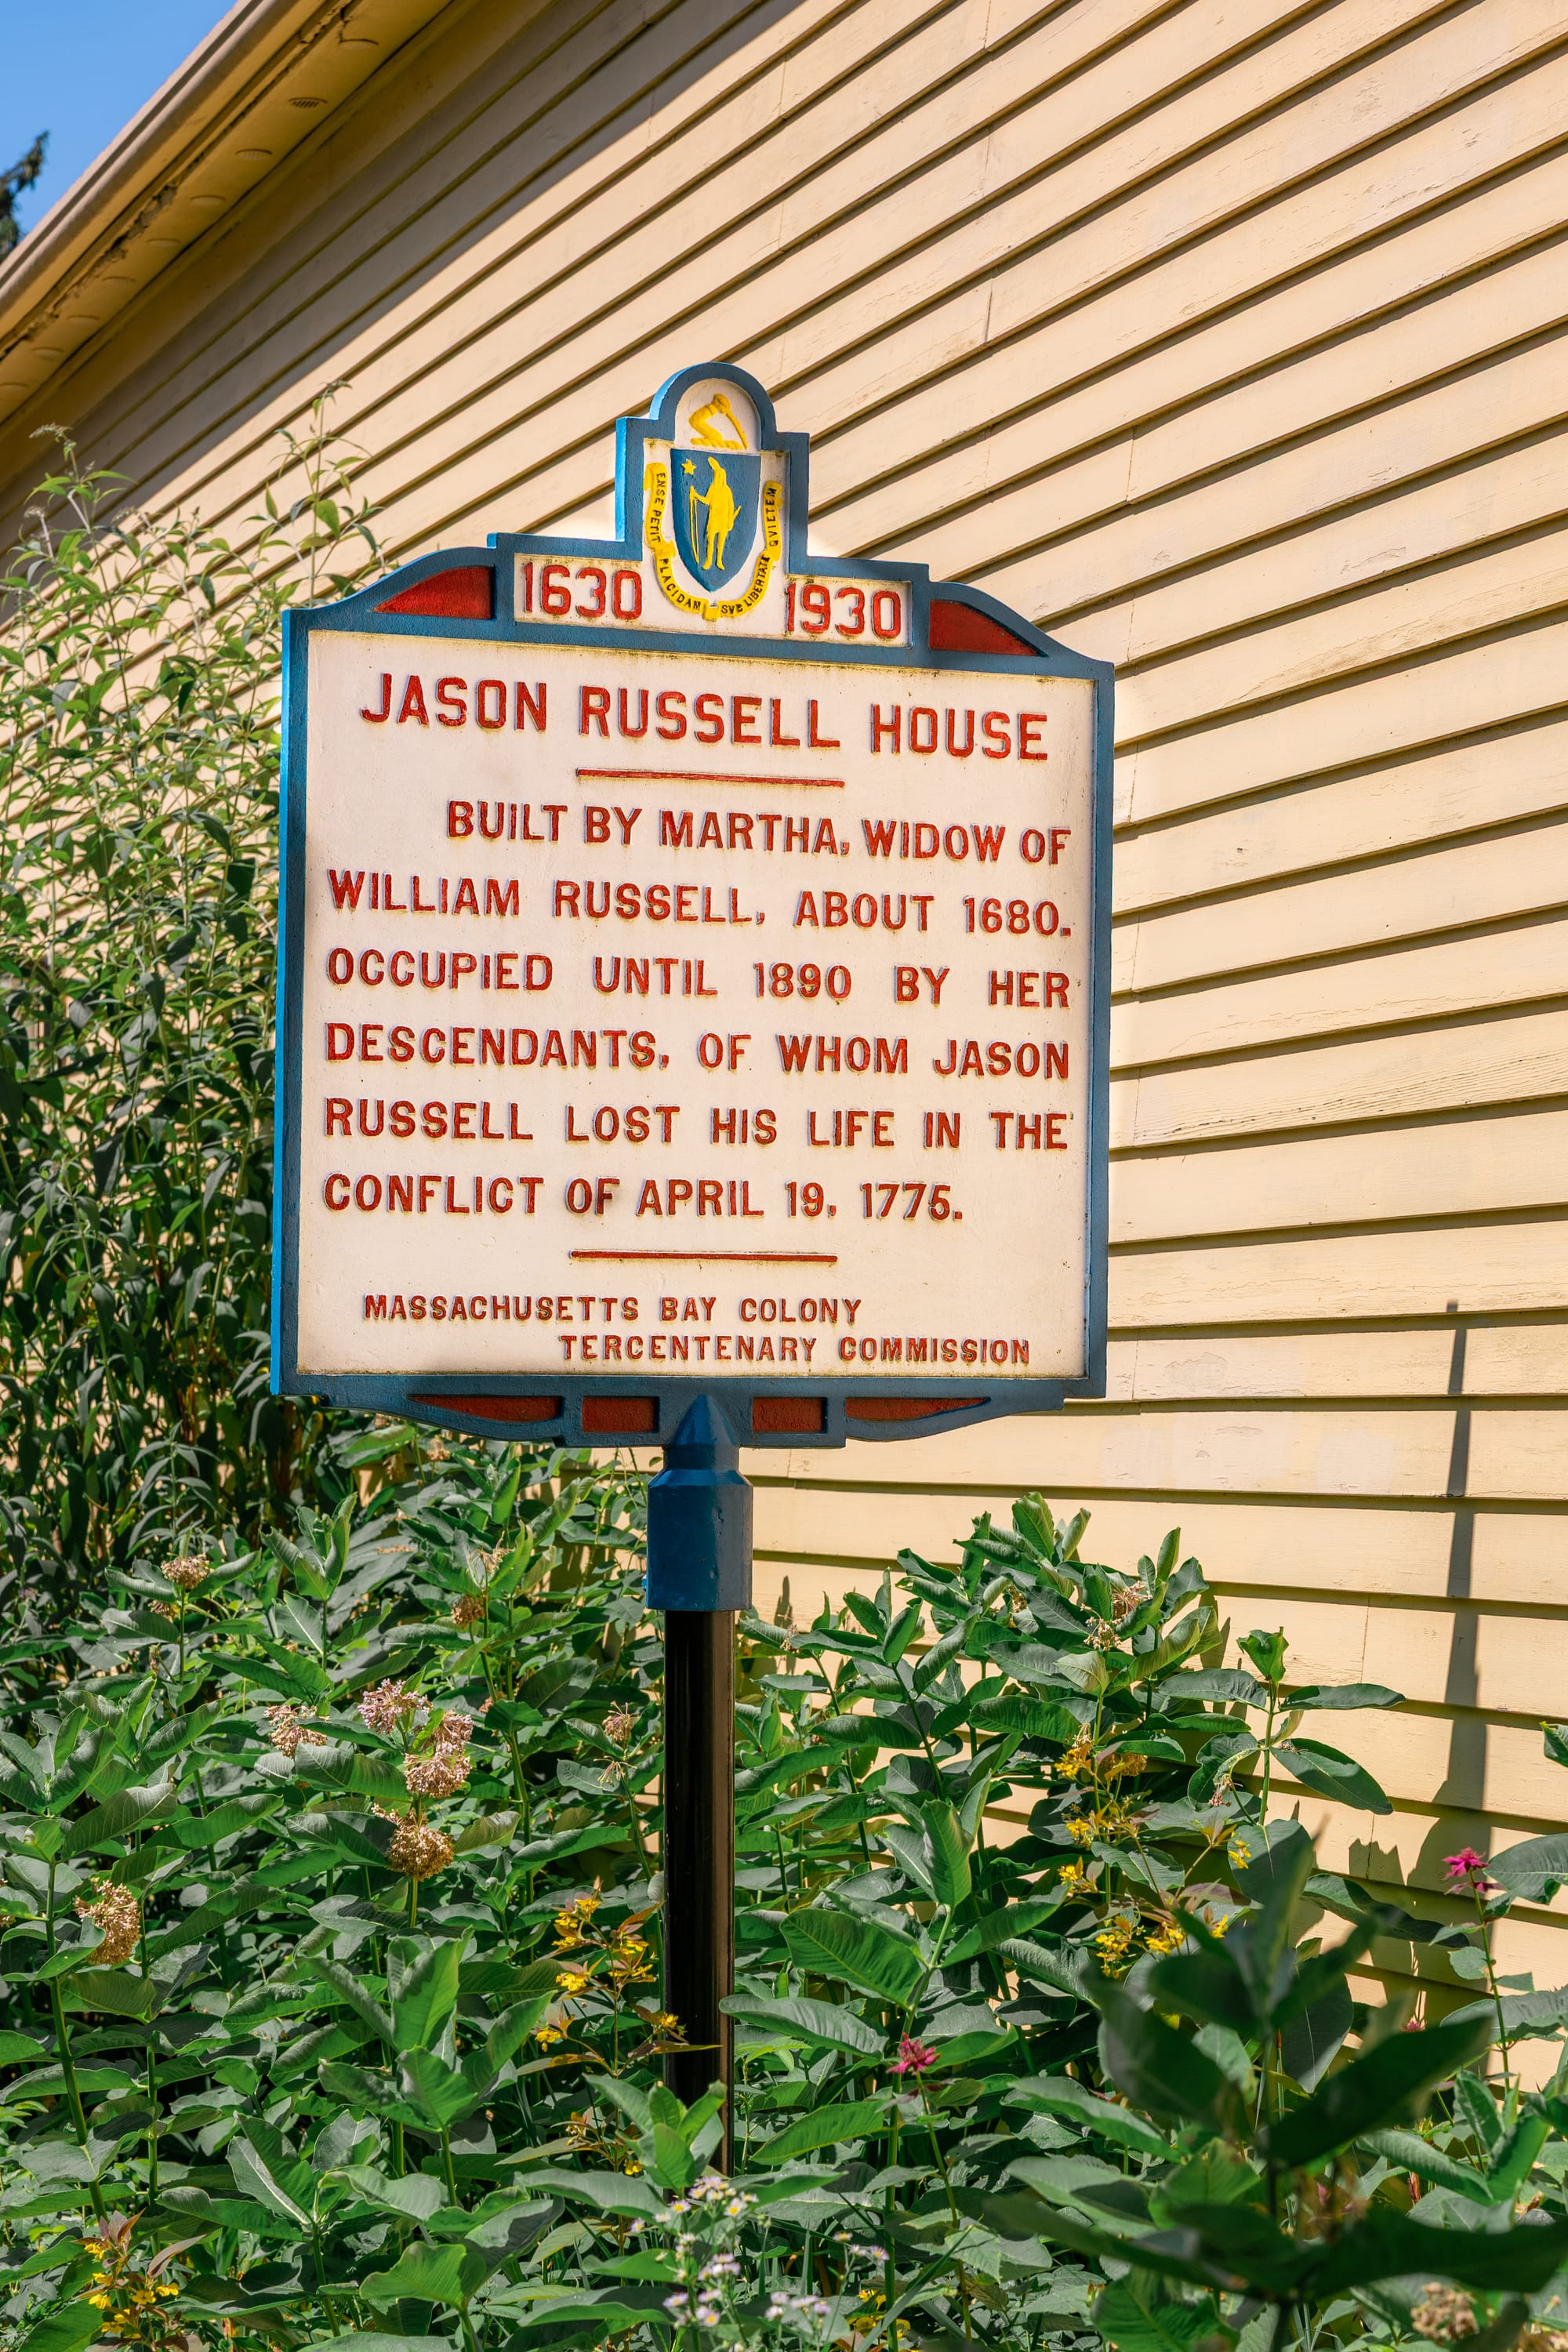 ENSE PETIT PLACIDAM SVB LIBERTATE QVIETEM
1630 1930
JASON RUSSELL HOUSE
BUILT BY MARTHA, WIDOW OF
WILLIAM RUSSELL, ABOUT 1680.
OCCUPIED UNTIL 1890 BY HER
DESCENDANTS, OF WHOM JASON
RUSSELL LOST HIS LIFE IN THE
CONFLICT OF APRIL 19, 1775.
MASSACHUSETTS BAY COLONY
TERCENTENARY COMMISSION